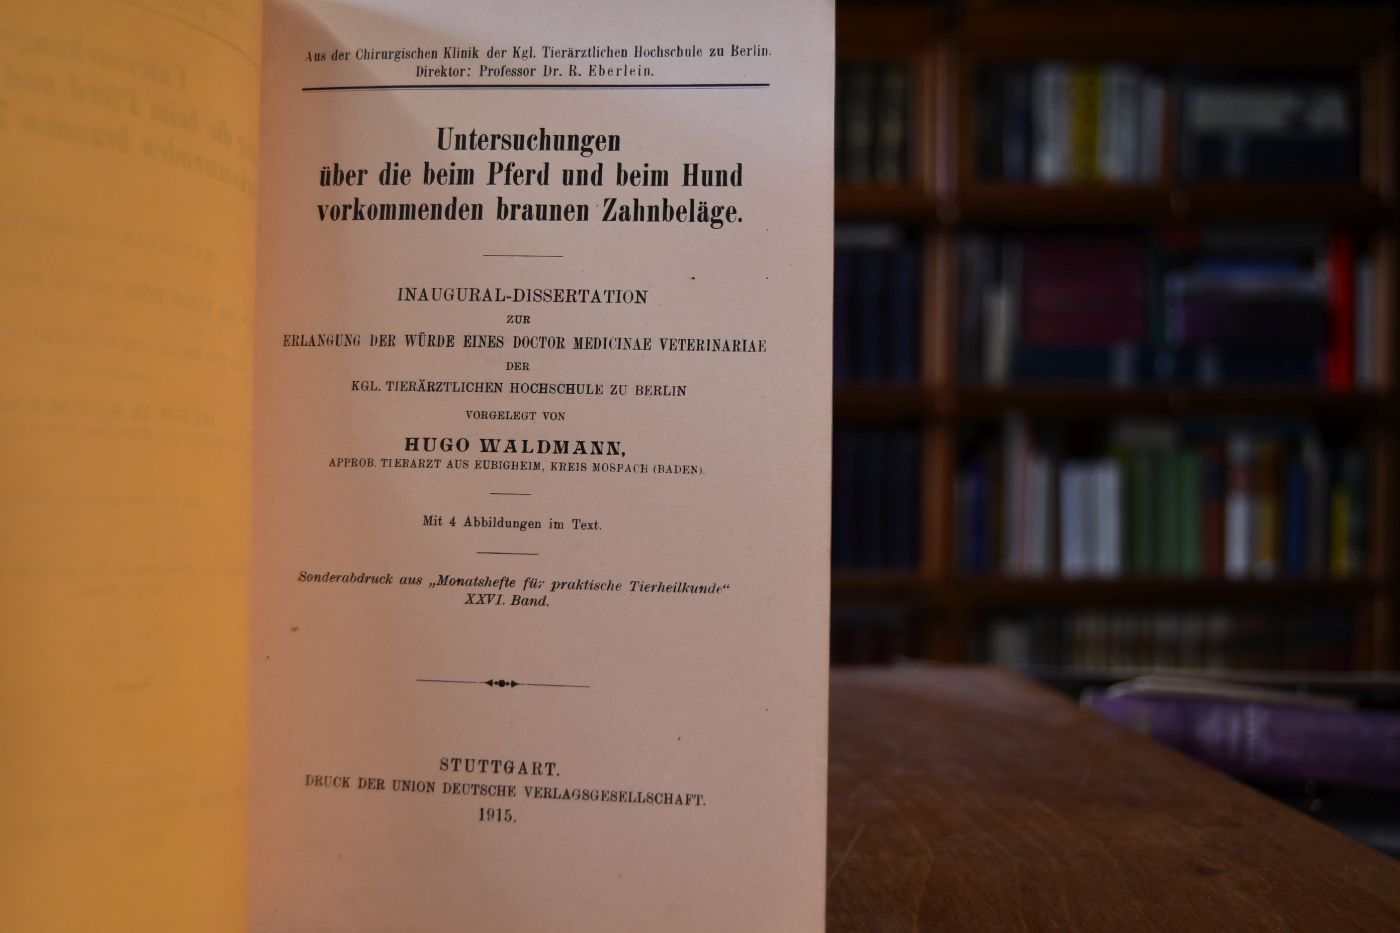 Aus der Chirurgischen Klinik der Kgl. Tierärztlichen Hochschule zu Berlin.
Direktor: Professor Dr. R. Eberlein.
Untersuchungen
über die beim Pferd und beim Hund
vorkommenden braunen Zahnbeläge.
INAUGURAL-DISSERTATION
ZUR
ERLANGUNG DER WÜRDE EINES DOCTOR MEDICINAE VETERINARIAE
DER
KGL. TIERÄRZTLICHEN HOCHSCHULE ZU BERLIN
VORGELEGT VON
HUGO WALDMANN,
APPROB. TIERARZT AUS EUBIGHEIM, KREIS MOSBACH (BADEN).
Mit 4 Abbildungen im Text.
Sonderabdruck aus „Monatshefte für praktische Tierheilkunde“
XXVI. Band.
STUTTGART.
DRUCK DER UNION DEUTSCHE VERLAGSGESELLSCHAFT.
1915.